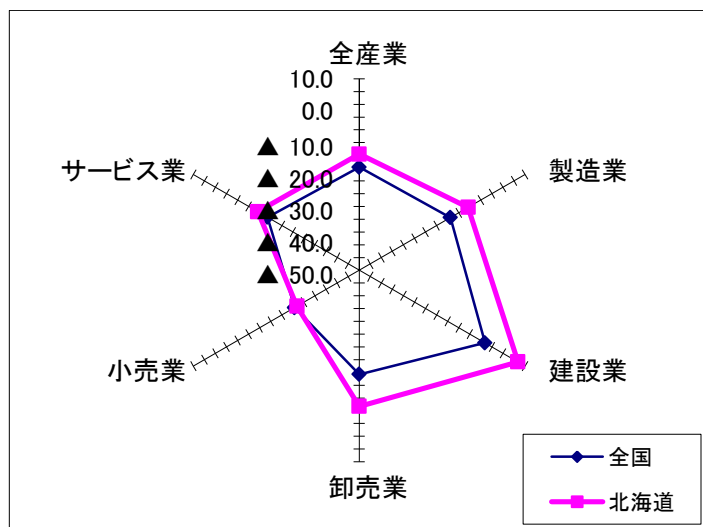 全産業
10.0
0.0
▲ 10.0
サービス業
製造業
▲ 20.0
▲ 30.0
▲ 40.0
▲ 50.0
小売業
建設業
卸売業
全国
北海道